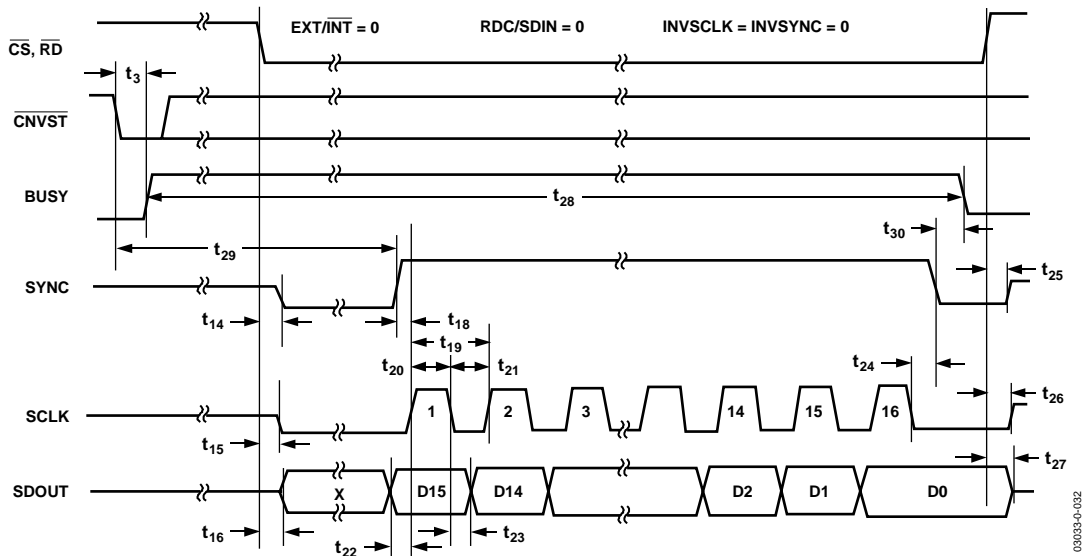 EXT/INT = 0 RDC/SDIN = 0 INVSCLK = INVSYNC = 0
CS, RD
t3
CNVST
BUSY
t28
t30
t29
t25
SYNC
t14
t18
t19
t20
t21
t24
t26
SCLK
1 2 3 14 15 16
t15
t27
SDOUT
X D15 D14 D2 D1 D0
t16
t22
t23
03033-0-032